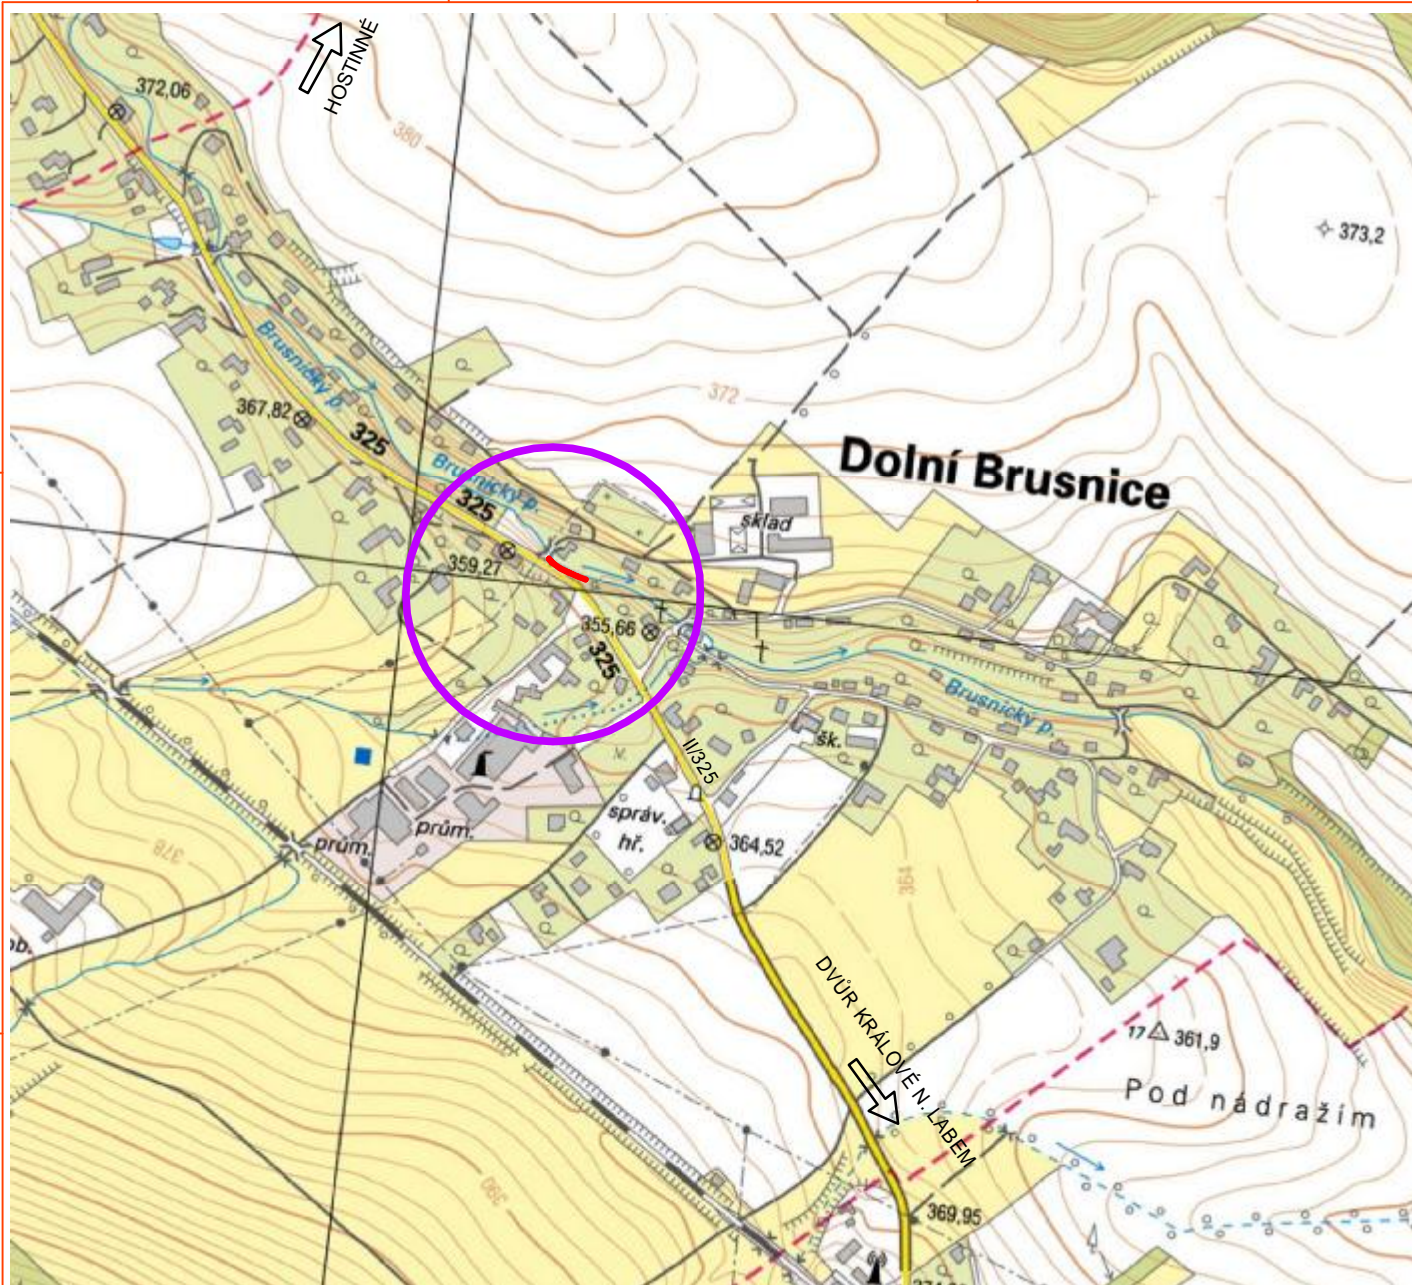 HOSTINNÉ
372,06
380
373,2
Brusnický p.
367,82
325
372
Dolní Brusnice
Brusnický p.
325
sklad
359,27
355,66
325
Brusnický p.
II/325
šk.
správ.
hř.
prům.
prům.
364,52
378
364
ob.
DVŮR KRÁLOVÉ N. LABEM
17 361,9
Pod nádražím
390
369,95